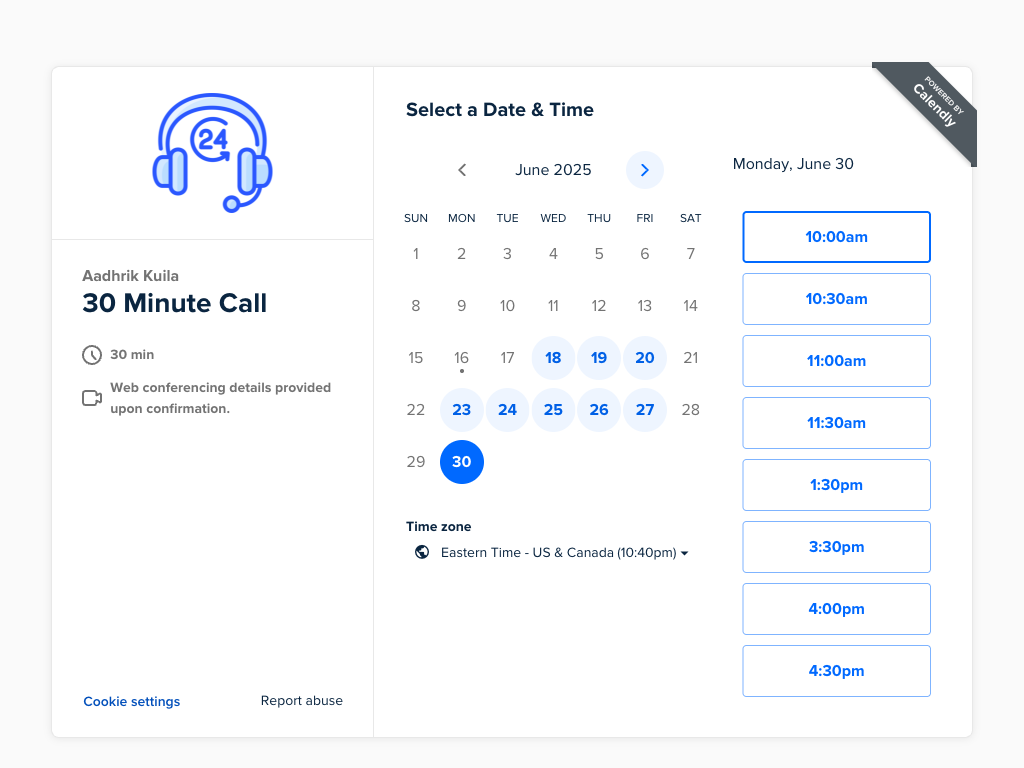 24
Aadhrik Kuila
30 Minute Call
30 min
Web conferencing details provided
upon confirmation.
Cookie settings
Report abuse
Select a Date & Time
June 2025
SUN MON TUE WED THU FRI SAT
1 2 3 4 5 6 7
8 9 10 11 12 13 14
15 16 17 18 19 20 21
22 23 24 25 26 27 28
29 30
Time zone
Eastern Time - US & Canada (10:40pm)
Monday, June 30
10:00am
10:30am
11:00am
11:30am
1:30pm
3:30pm
4:00pm
4:30pm
POWERED BY
Calendly